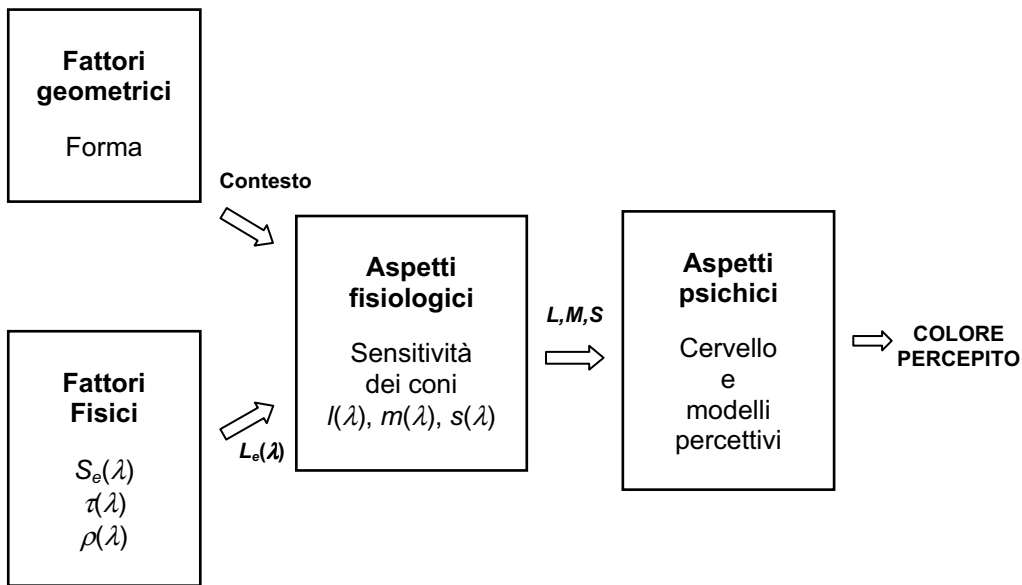 Fattori
geometrici
Forma
Contesto
Fattori
Fisici
Sₑ(λ)
τ(λ)
ρ(λ)
Lₑ(λ)
Aspetti
fisiologici
Sensitività
dei coni
l(λ), m(λ), s(λ)
L,M,S
Aspetti
psichici
Cervello
e
modelli
percettivi
COLORE
PERCEPITO